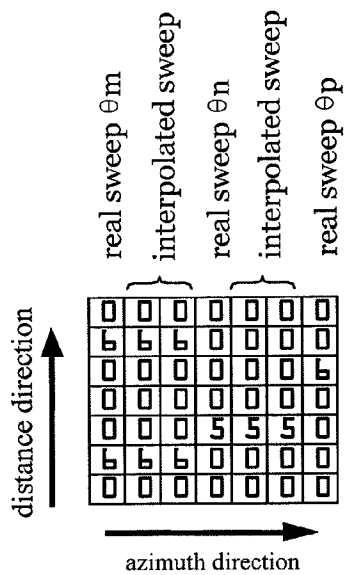 real sweep θm
interpolated sweep
real sweep θn
interpolated sweep
real sweep θp
distance direction
0 0 0 0 0 0 0
6 6 6 0 0 0 0
0 0 0 0 0 0 6
0 0 0 0 0 0 0
0 0 0 5 5 5 0
6 6 6 0 0 0 0
0 0 0 0 0 0 0
azimuth direction